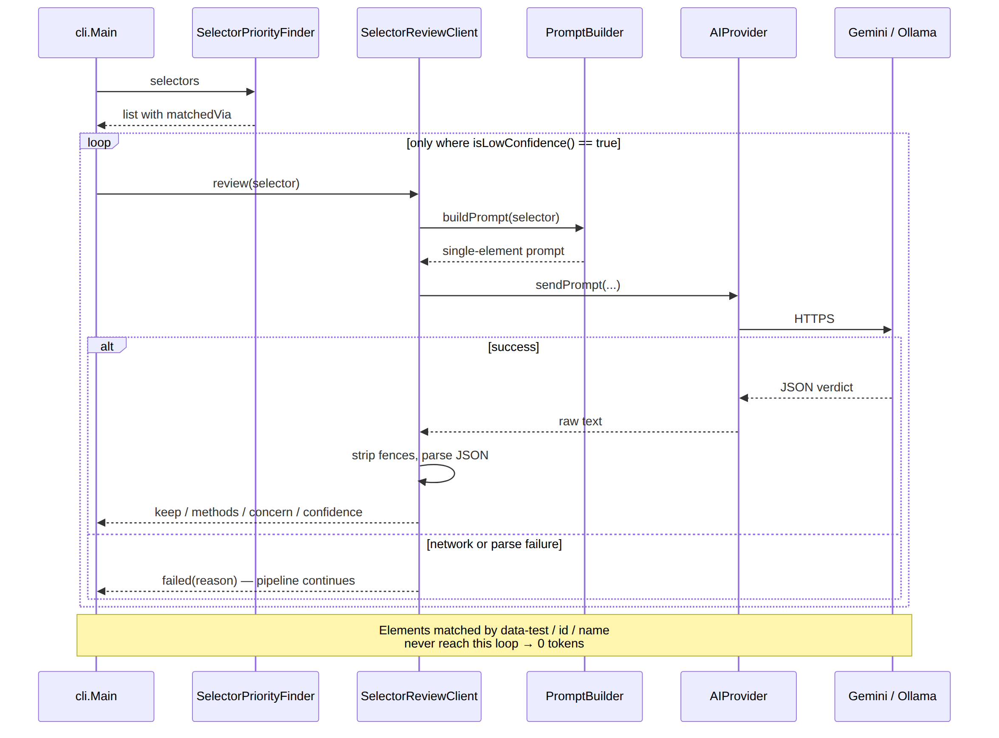 cli.Main
SelectorPriorityFinder
SelectorReviewClient
PromptBuilder
AIProvider
Gemini / Ollama
selectors
list with matchedVia
loop
[only where isLowConfidence() == true]
review(selector)
buildPrompt(selector)
single-element prompt
sendPrompt(...)
HTTPS
alt
[success]
JSON verdict
raw text
strip fences, parse JSON
keep / methods / concern / confidence
[network or parse failure]
failed(reason) — pipeline continues
Elements matched by data-test / id / name
never reach this loop → 0 tokens
cli.Main
SelectorPriorityFinder
SelectorReviewClient
PromptBuilder
AIProvider
Gemini / Ollama